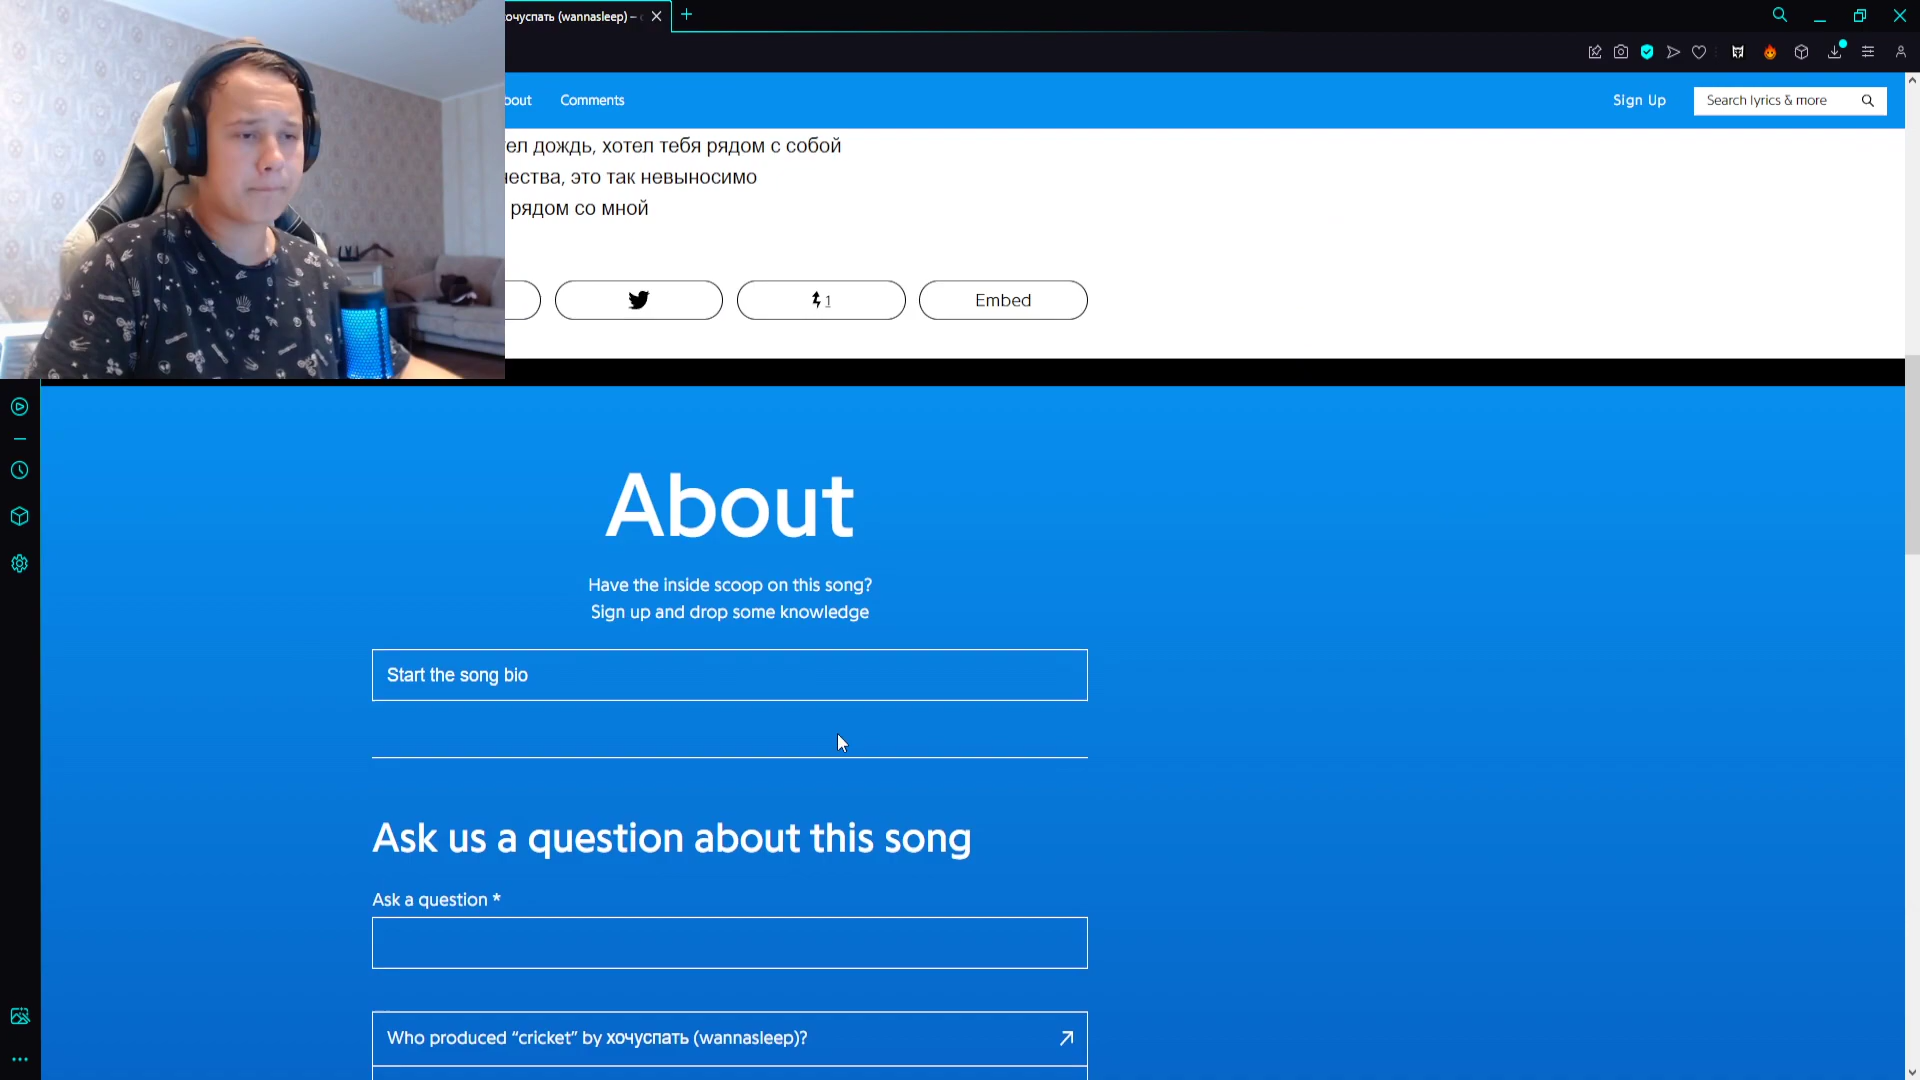 очуспать (wannasleep) –
bout
Comments
Sign Up
Search lyrics & more
дождь, хотел тебя рядом с собой
это так невыносимо
рядом со мной
1
Embed
About
Have the inside scoop on this song?
Sign up and drop some knowledge
Start the song bio
Ask us a question about this song
Ask a question *
Who produced “cricket” by хочуспать (wannasleep)?